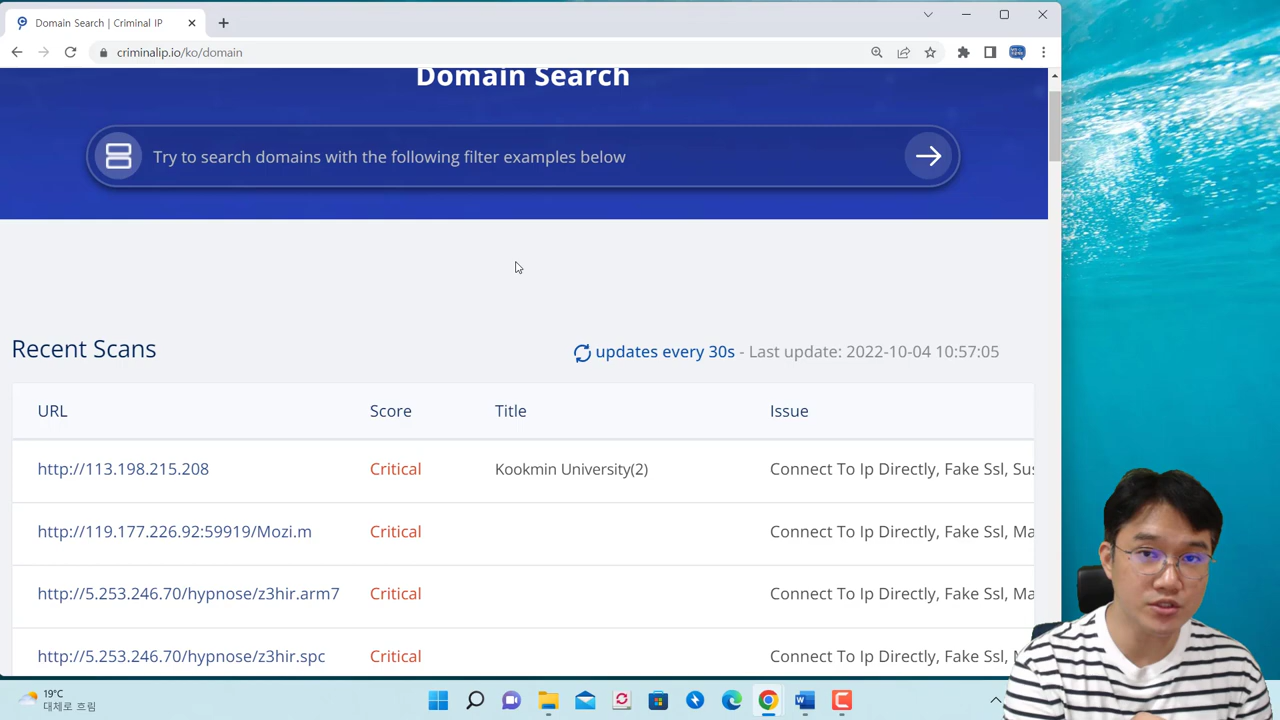 Domain Search | Criminal IP
criminalip.io/ko/domain
Domain Search
Try to search domains with the following filter examples below
Recent Scans
updates every 30s - Last update: 2022-10-04 10:57:05
URL Score Title Issue
http://113.198.215.208 Critical Kookmin University(2) Connect To Ip Directly, Fake Ssl, Sus
http://119.177.226.92:59919/Mozi.m Critical Connect To Ip Directly, Fake Ssl, Ma
http://5.253.246.70/hypnose/z3hir.arm7 Critical Connect To Ip Directly, Fake Ssl, Ma
http://5.253.246.70/hypnose/z3hir.spc Critical Connect To Ip Directly, Fake Ssl,
19°C
대체로 흐림